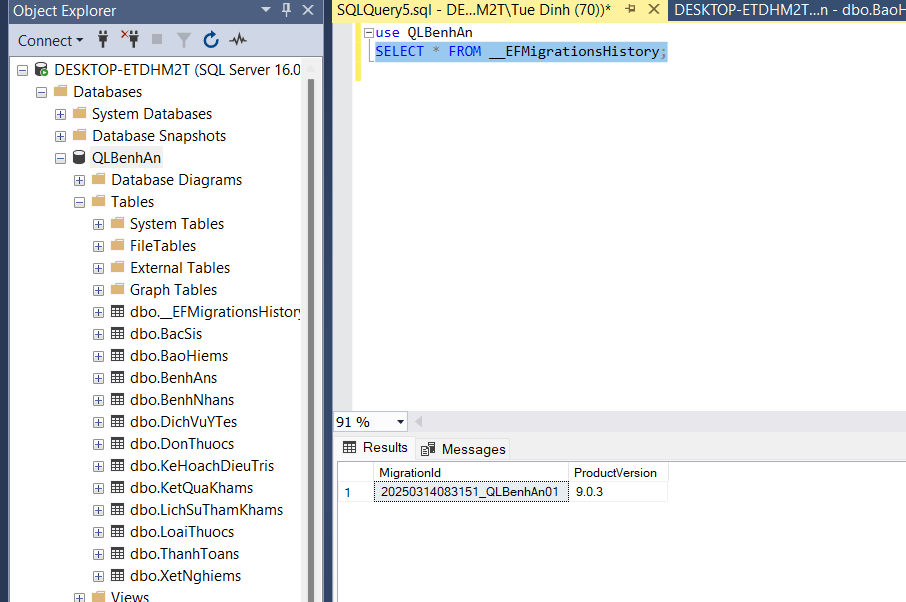 Object Explorer
Connect
DESKTOP-ETDHM2T (SQL Server 16.0
Databases
System Databases
Database Snapshots
QLBenhAn
Database Diagrams
Tables
System Tables
FileTables
External Tables
Graph Tables
dbo.__EFMigrationsHistory
dbo.BacSis
dbo.BaoHiems
dbo.BenhAns
dbo.BenhNhans
dbo.DichVuYTes
dbo.DonThuocs
dbo.KeHoachDieuTris
dbo.KetQuaKhams
dbo.LichSuThamKhams
dbo.LoaiThuocs
dbo.ThanhToans
dbo.XetNghiems
Views
SQLQuery5.sql - DE...M2T\Tue Dinh (70))*
DESKTOP-ETDHM2T...n - dbo.BaoH
use QLBenhAn
SELECT * FROM __EFMigrationsHistory;
91 %
Results
Messages
MigrationId ProductVersion
1 20250314083151_QLBenhAn01 9.0.3